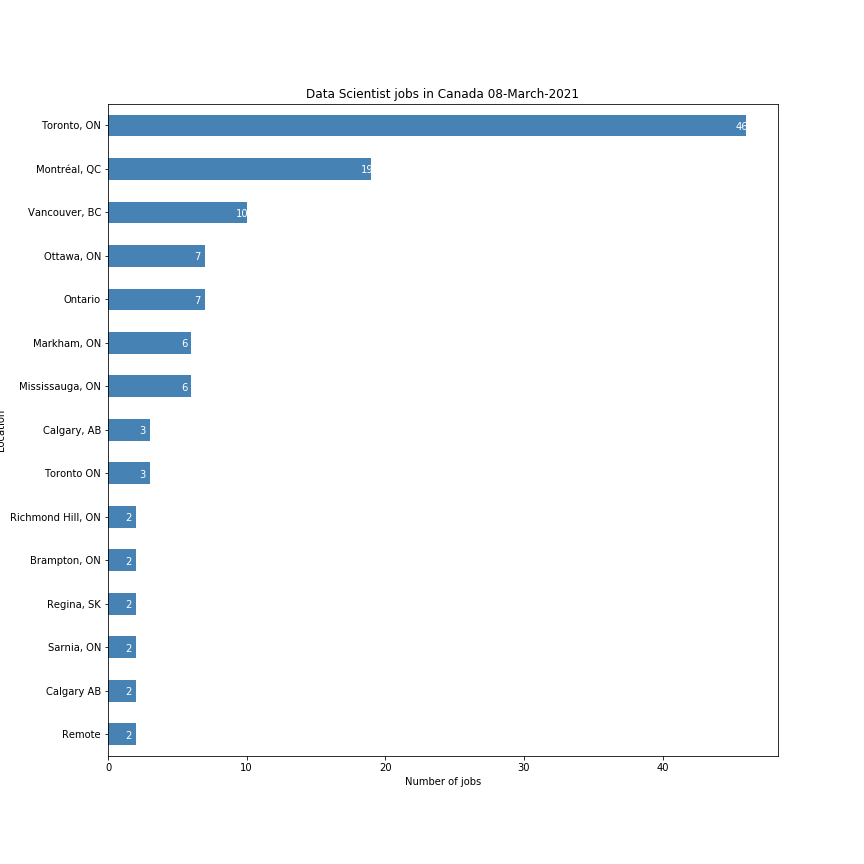 Data Scientist jobs in Canada 08-March-2021
Toronto, ON 46
Montréal, QC 19
Vancouver, BC 10
Ottawa, ON 7
Ontario 7
Markham, ON 6
Mississauga, ON 6
Calgary, AB 3
Location
Toronto ON 3
Richmond Hill, ON 2
Brampton, ON 2
Regina, SK 2
Sarnia, ON 2
Calgary AB 2
Remote 2
0 10 20 30 40
Number of jobs